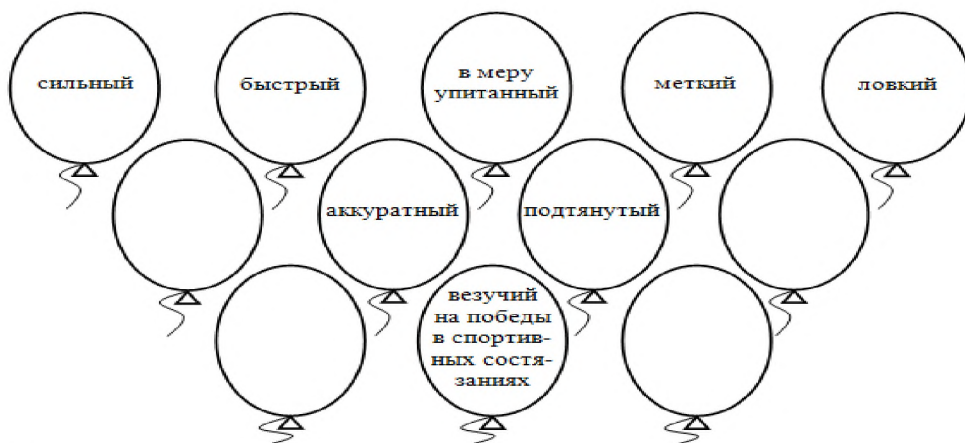 сильный
быстрый
в меру
упитанный
меткий
ловкий
аккуратный
подтянутый
везучий
на победы
в спортив-
ных состя-
заниях